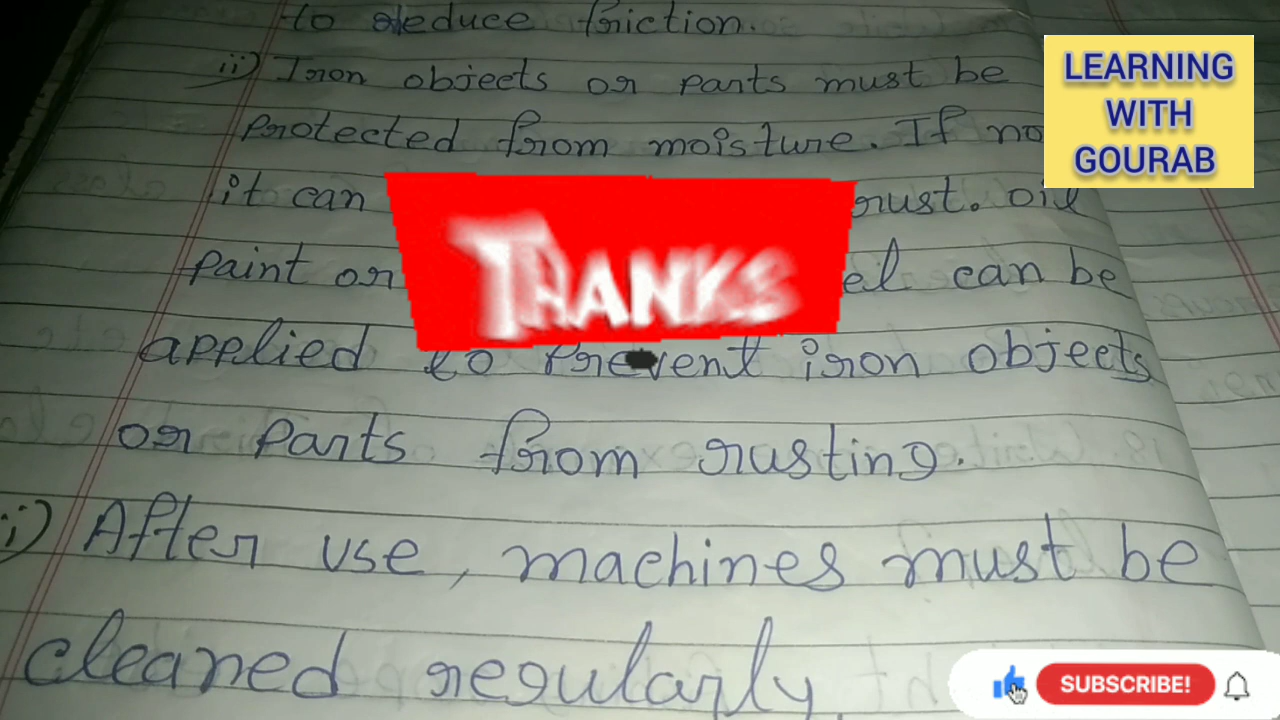 to reduce friction.
ii) Iron objects or parts must be
protected from moisture. If no
it can rust. oil
paint or el can be
applied to prevent iron objects
or parts from rusting.
i) After use, machines must be
cleaned regularly.
LEARNING
WITH
GOURAB
THANKS
SUBSCRIBE!